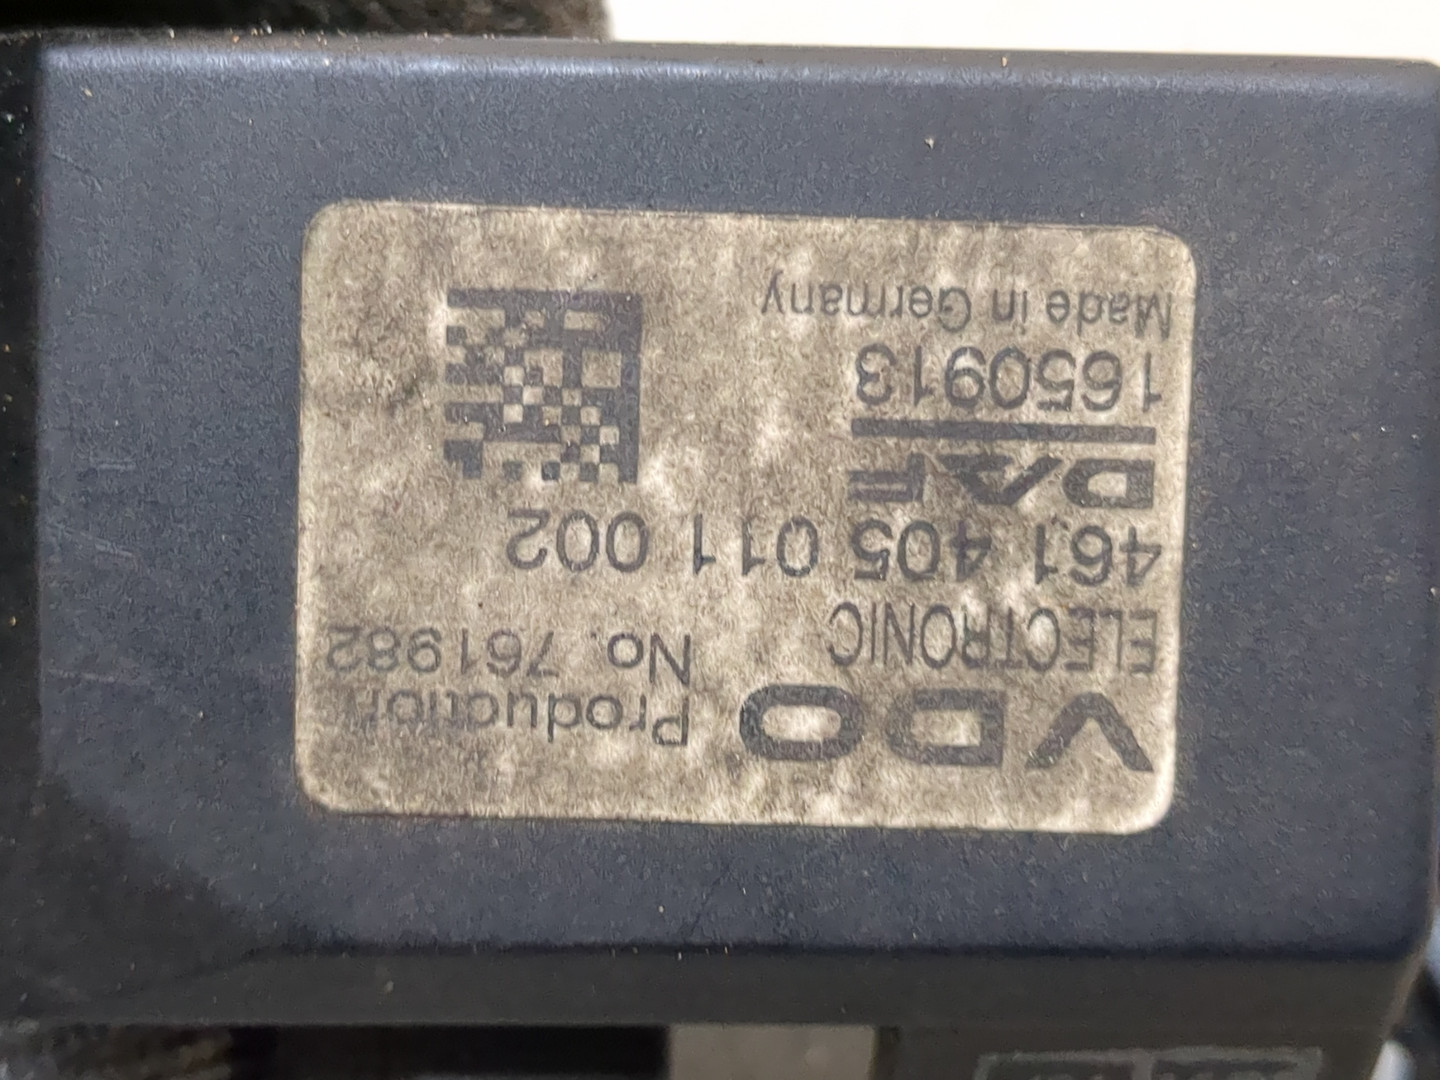 VDO Production
ELECTRONIC No. 761982
461 405 011 002
DAF
1650913
Made in Germany